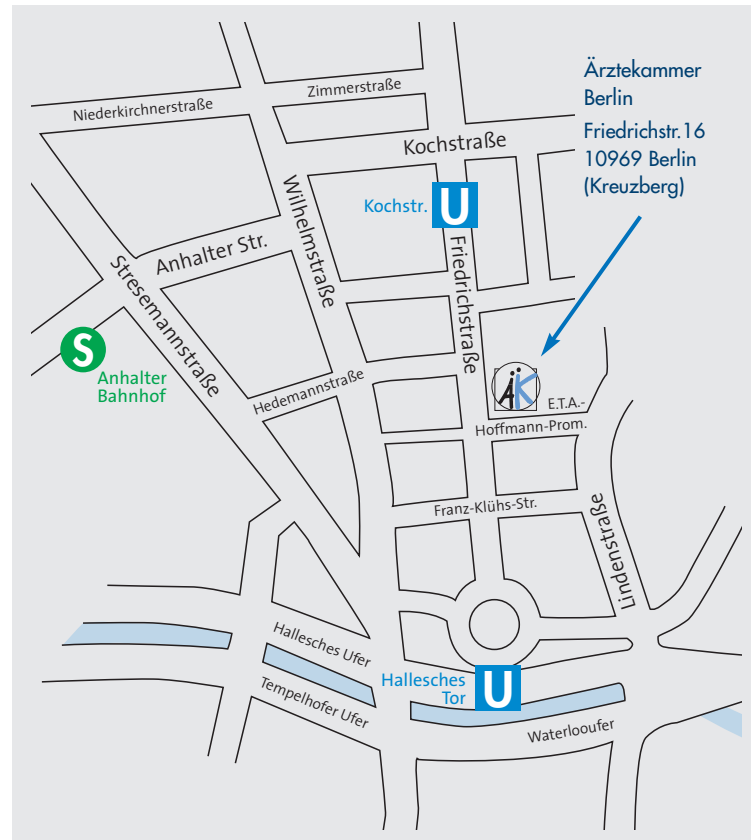 Ärztekammer
Berlin
Friedrichstr.16
10969 Berlin
(Kreuzberg)
Zimmerstraße
Niederkirchnerstraße
Kochstraße
Kochstr.
U
Wilhelmstraße
Friedrichstraße
Anhalter Str.
Stresemannstraße
S
Anhalter
Bahnhof
Hedemannstraße
ÄK
E.T.A.-
Hoffmann-Prom.
Franz-Klühs-Str.
Lindenstraße
Hallesches Ufer
Tempelhofer Ufer
Hallesches
Tor
U
Waterlooufer